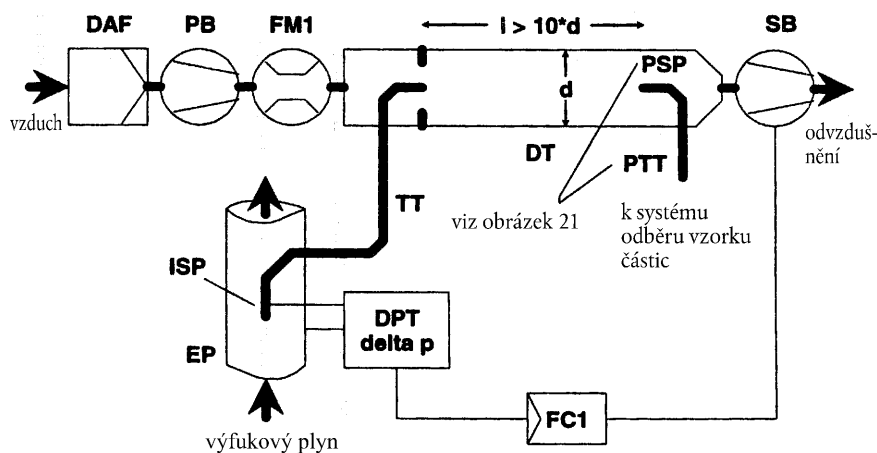 DAF
PB
FM1
l > 10*d
SB
d
PSP
vzduch
DT
PTT
odvzduš-
nění
TT
viz obrázek 21
k systému
odběru vzorku
částic
ISP
DPT
delta p
EP
FC1
výfukový plyn